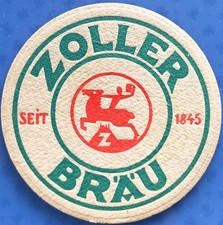 ZOLLER
SEIT 1845
Z
BRÄU